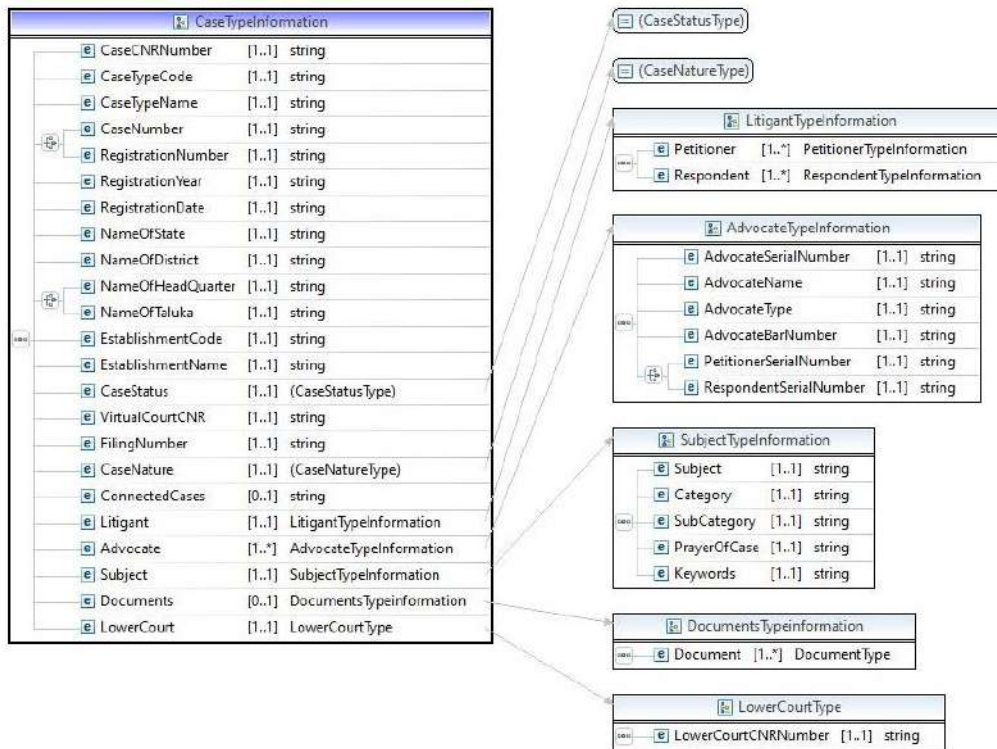 CaseTypeInformation
CaseCNRNumber [1..1] string
CaseTypeCode [1..1] string
CaseTypeName [1..1] string
CaseNumber [1..1] string
RegistrationNumber [1..1] string
RegistrationYear [1..1] string
RegistrationDate [1..1] string
NameOfState [1..1] string
NameOfDistrict [1..1] string
NameOfHeadQuarter [1..1] string
NameOfTaluka [1..1] string
EstablishmentCode [1..1] string
EstablishmentName [1..1] string
CaseStatus [1..1] (CaseStatusType)
VirtualCourtCNR [1..1] string
FilingNumber [1..1] string
CaseNature [1..1] (CaseNatureType)
ConnectedCases [0..1] string
Litigant [1..1] LitigantTypeInformation
Advocate [1..*] AdvocateTypeInformation
Subject [1..1] SubjectTypeInformation
Documents [0..1] DocumentsTypeinformation
LowerCourt [1..1] LowerCourtType
(CaseStatusType)
(CaseNatureType)
LitigantTypeInformation
Petitioner [1..*] PetitionerTypeInformation
Respondent [1..*] RespondentTypeInformation
AdvocateTypeInformation
AdvocateSerialNumber [1..1] string
AdvocateName [1..1] string
AdvocateType [1..1] string
AdvocateBarNumber [1..1] string
PetitionerSerialNumber [1..1] string
RespondentSerialNumber [1..1] string
SubjectTypeInformation
Subject [1..1] string
Category [1..1] string
SubCategory [1..1] string
PrayerOfCase [1..1] string
Keywords [1..1] string
DocumentsTypeinformation
Document [1..*] DocumentType
LowerCourtType
LowerCourtCNRNumber [1..1] string